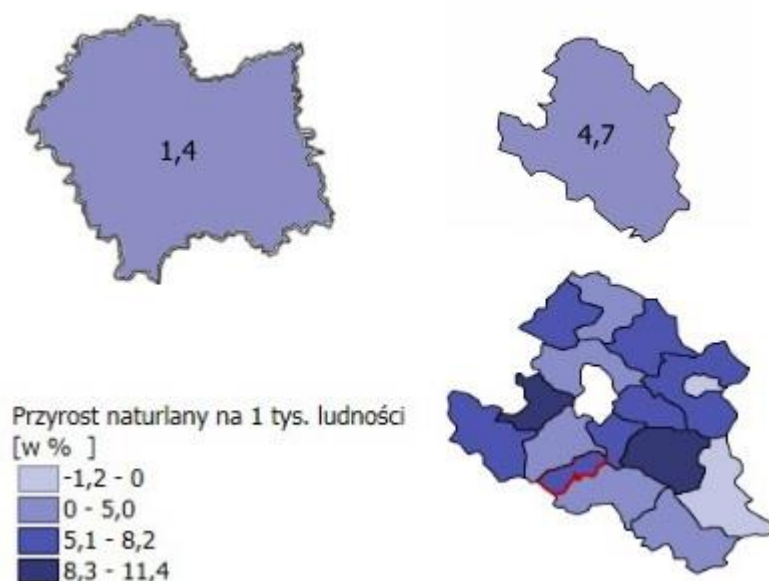 1,4
4,7
Przyrost naturlany na 1 tys. ludności
[w % ]
-1,2 - 0
0 - 5,0
5,1 - 8,2
8,3 - 11,4